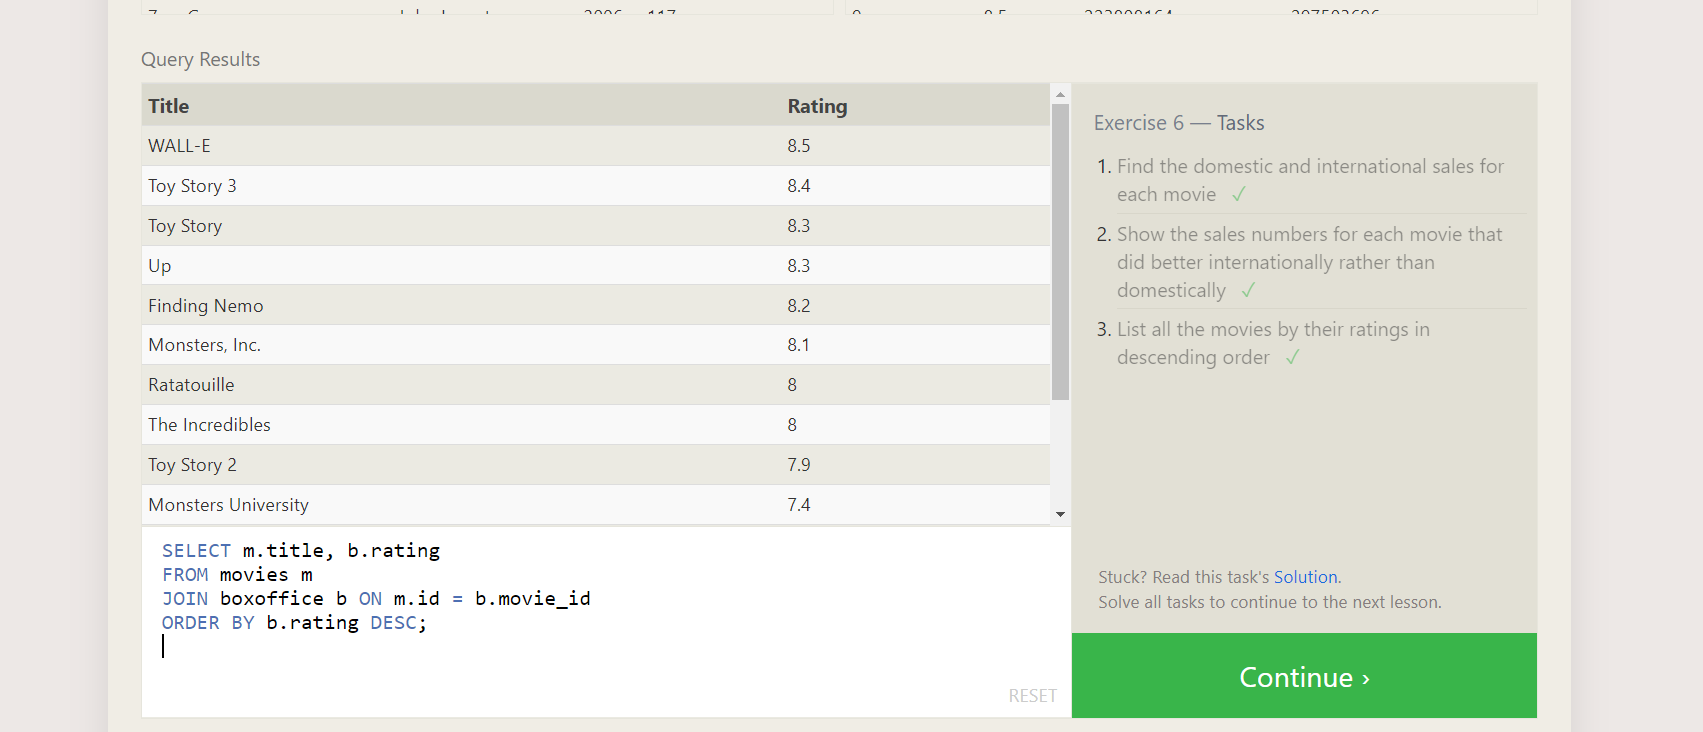 Query Results
Title Rating
WALL-E 8.5
Toy Story 3 8.4
Toy Story 8.3
Up 8.3
Finding Nemo 8.2
Monsters, Inc. 8.1
Ratatouille 8
The Incredibles 8
Toy Story 2 7.9
Monsters University 7.4
SELECT m.title, b.rating
FROM movies m
JOIN boxoffice b ON m.id = b.movie_id
ORDER BY b.rating DESC;
RESET
Exercise 6 — Tasks
1. Find the domestic and international sales for
each movie ✓
2. Show the sales numbers for each movie that
did better internationally rather than
domestically ✓
3. List all the movies by their ratings in
descending order ✓
Stuck? Read this task's Solution.
Solve all tasks to continue to the next lesson.
Continue ›